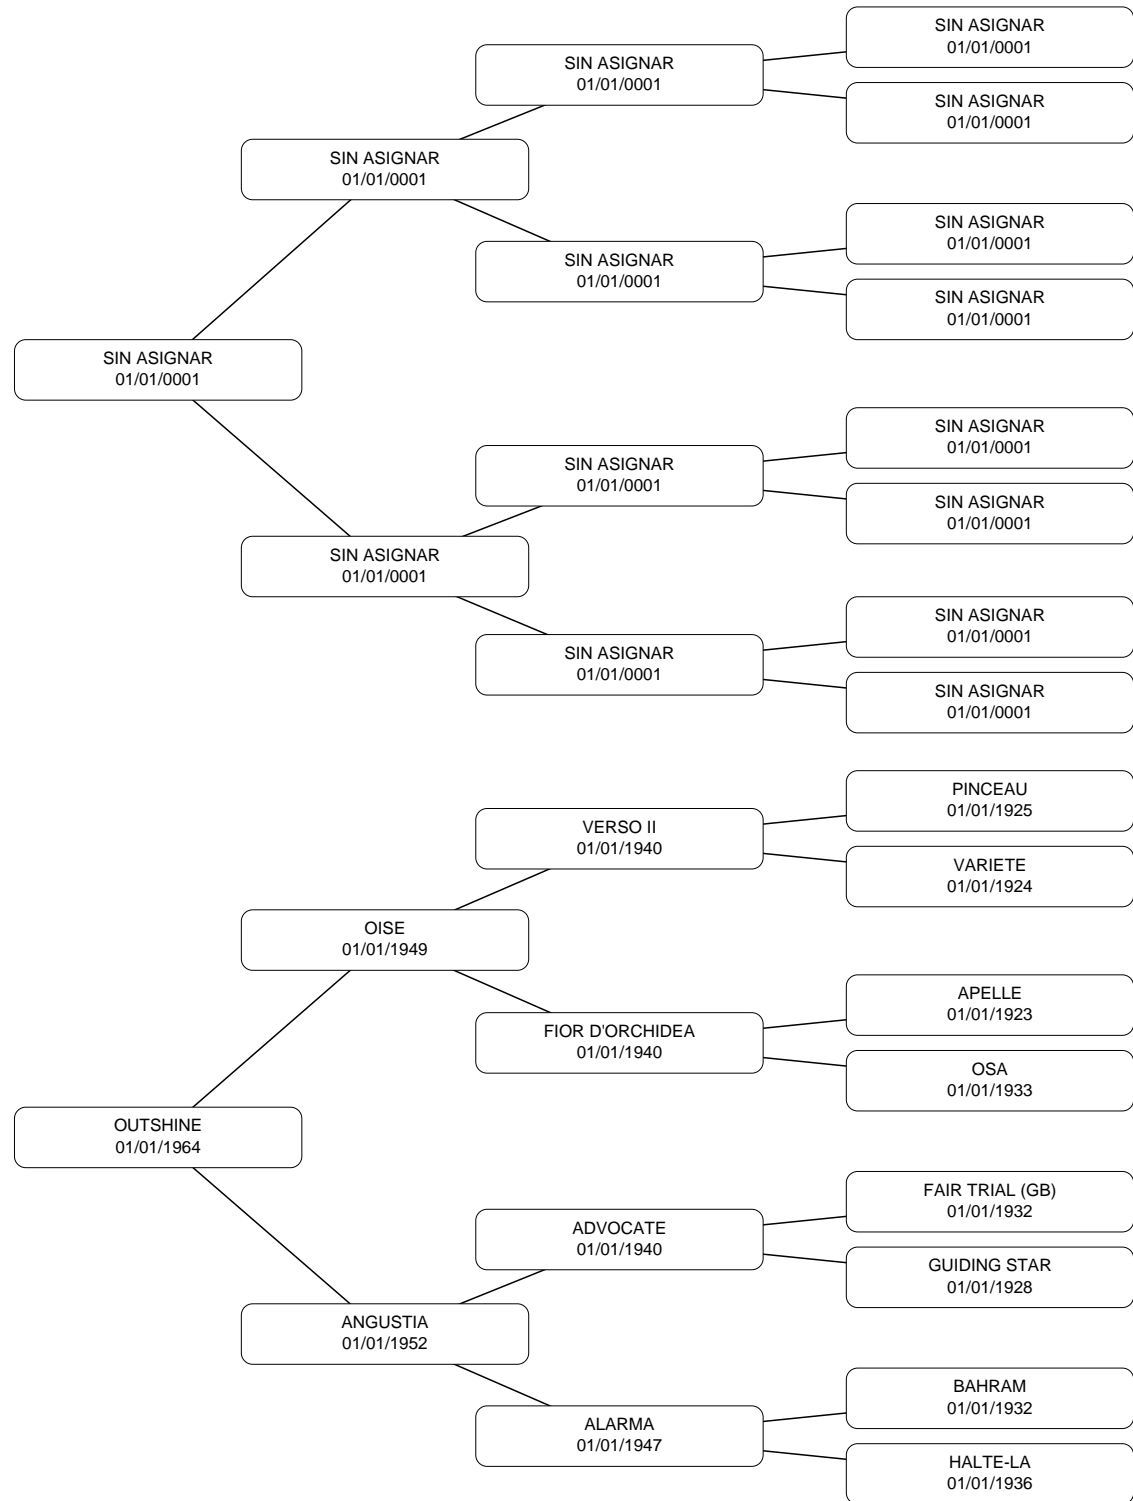 SIN ASIGNAR
01/01/0001
SIN ASIGNAR
01/01/0001
SIN ASIGNAR
01/01/0001
SIN ASIGNAR
01/01/0001
SIN ASIGNAR
01/01/0001
SIN ASIGNAR
01/01/0001
SIN ASIGNAR
01/01/0001
SIN ASIGNAR
01/01/0001
SIN ASIGNAR
01/01/0001
SIN ASIGNAR
01/01/0001
SIN ASIGNAR
01/01/0001
SIN ASIGNAR
01/01/0001
SIN ASIGNAR
01/01/0001
SIN ASIGNAR
01/01/0001
SIN ASIGNAR
01/01/0001
PINCEAU
01/01/1925
VERSO II
01/01/1940
VARIETE
01/01/1924
OISE
01/01/1949
APELLE
01/01/1923
FIOR D'ORCHIDEA
01/01/1940
OSA
01/01/1933
OUTSHINE
01/01/1964
FAIR TRIAL (GB)
01/01/1932
ADVOCATE
01/01/1940
GUIDING STAR
01/01/1928
ANGUSTIA
01/01/1952
BAHRAM
01/01/1932
ALARMA
01/01/1947
HALTE-LA
01/01/1936